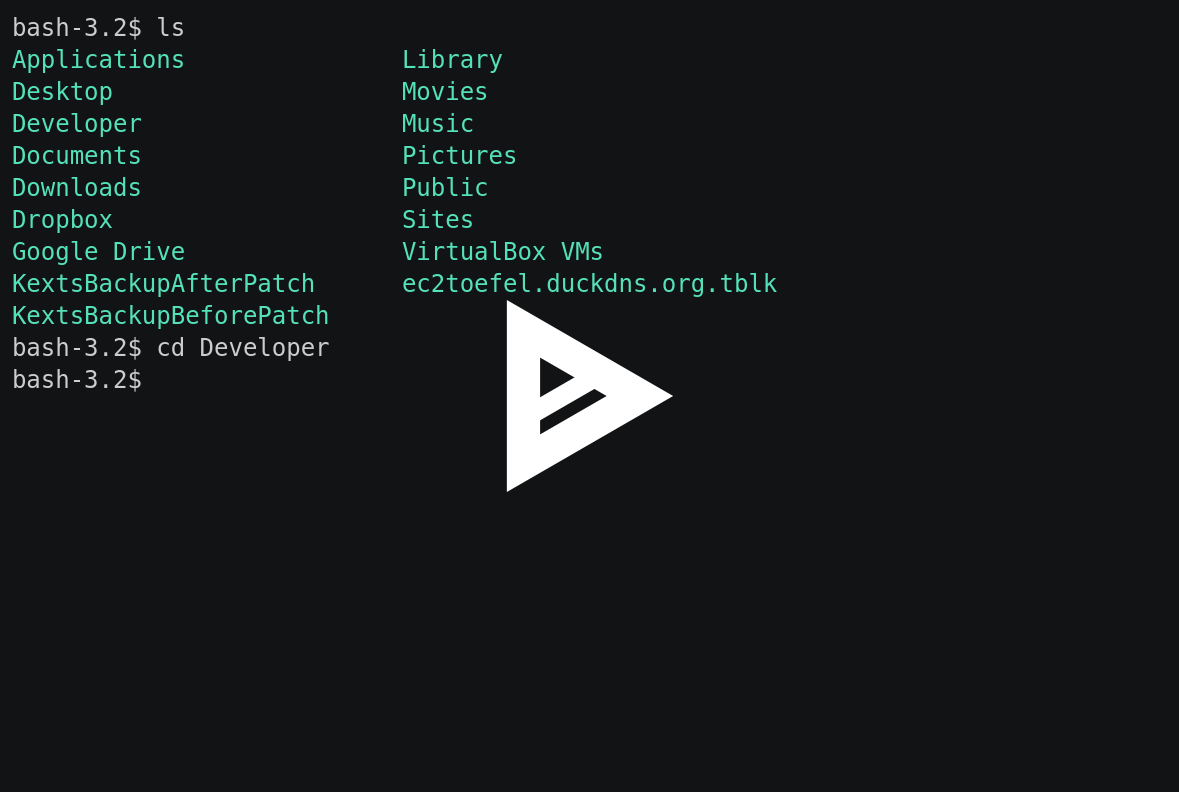 bash-3.2$ ls
Applications Library
Desktop Movies
Developer Music
Documents Pictures
Downloads Public
Dropbox Sites
Google Drive VirtualBox VMs
KextsBackupAfterPatch ec2toefel.duckdns.org.tblk
KextsBackupBeforePatch
bash-3.2$ cd Developer
bash-3.2$